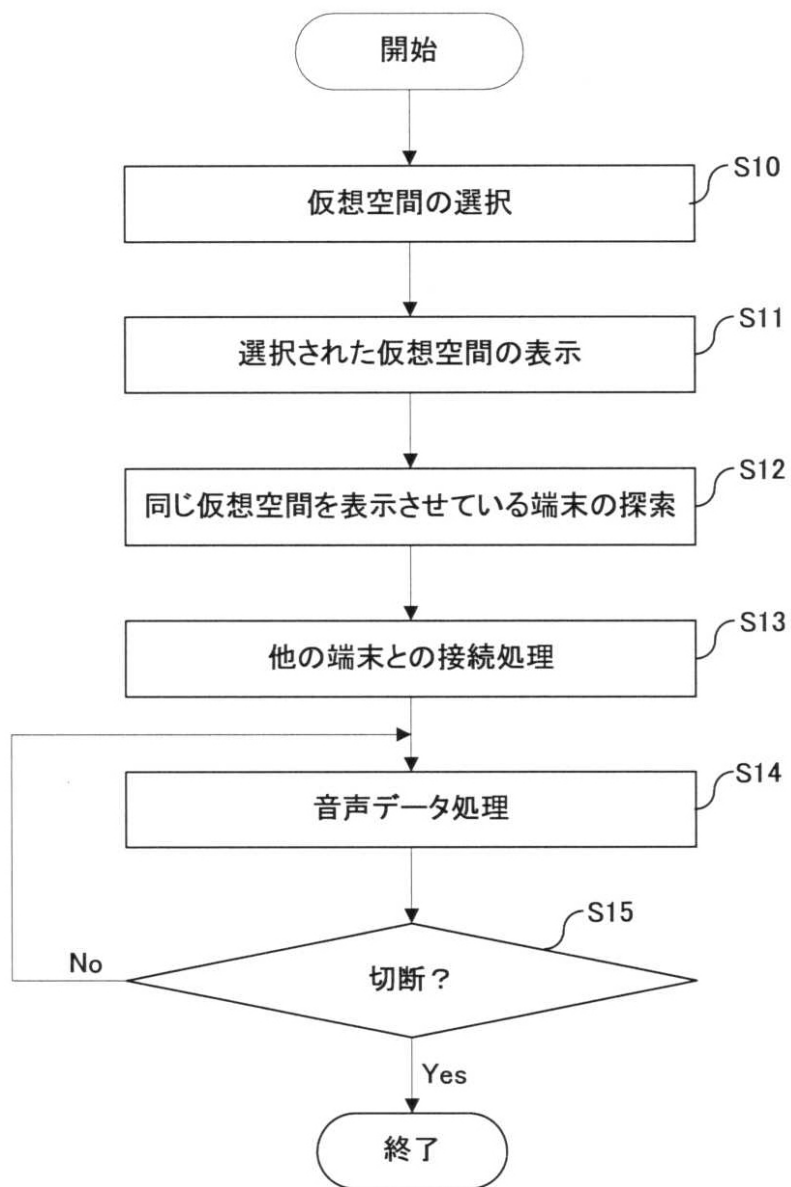 開始
S10
仮想空間の選択
S11
選択された仮想空間の表示
S12
同じ仮想空間を表示させている端末の探索
S13
他の端末との接続処理
S14
音声データ処理
S15
No
切断？
Yes
終了